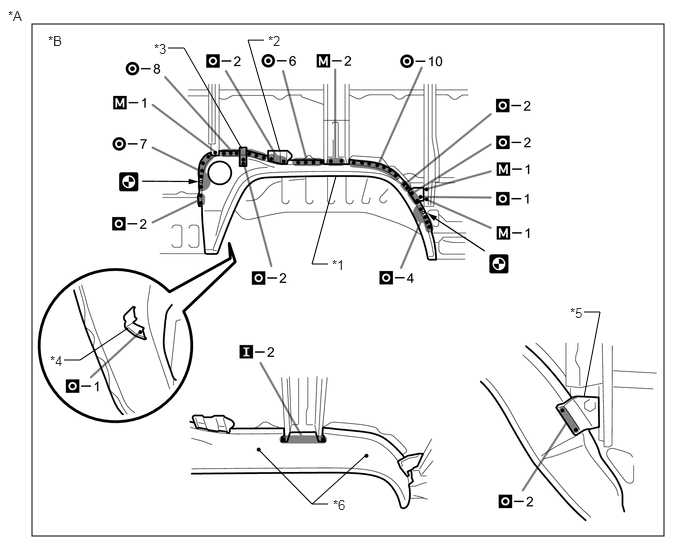 *A
*B
*3
O–2
*2
◎–6
M–2
◎–10
◎–8
M–1
O–2
◎–7
O–2
M–1
O–1
O–2
M–1
O–2
*1
O–4
*5
*4
O–1
I–2
*6
O–2